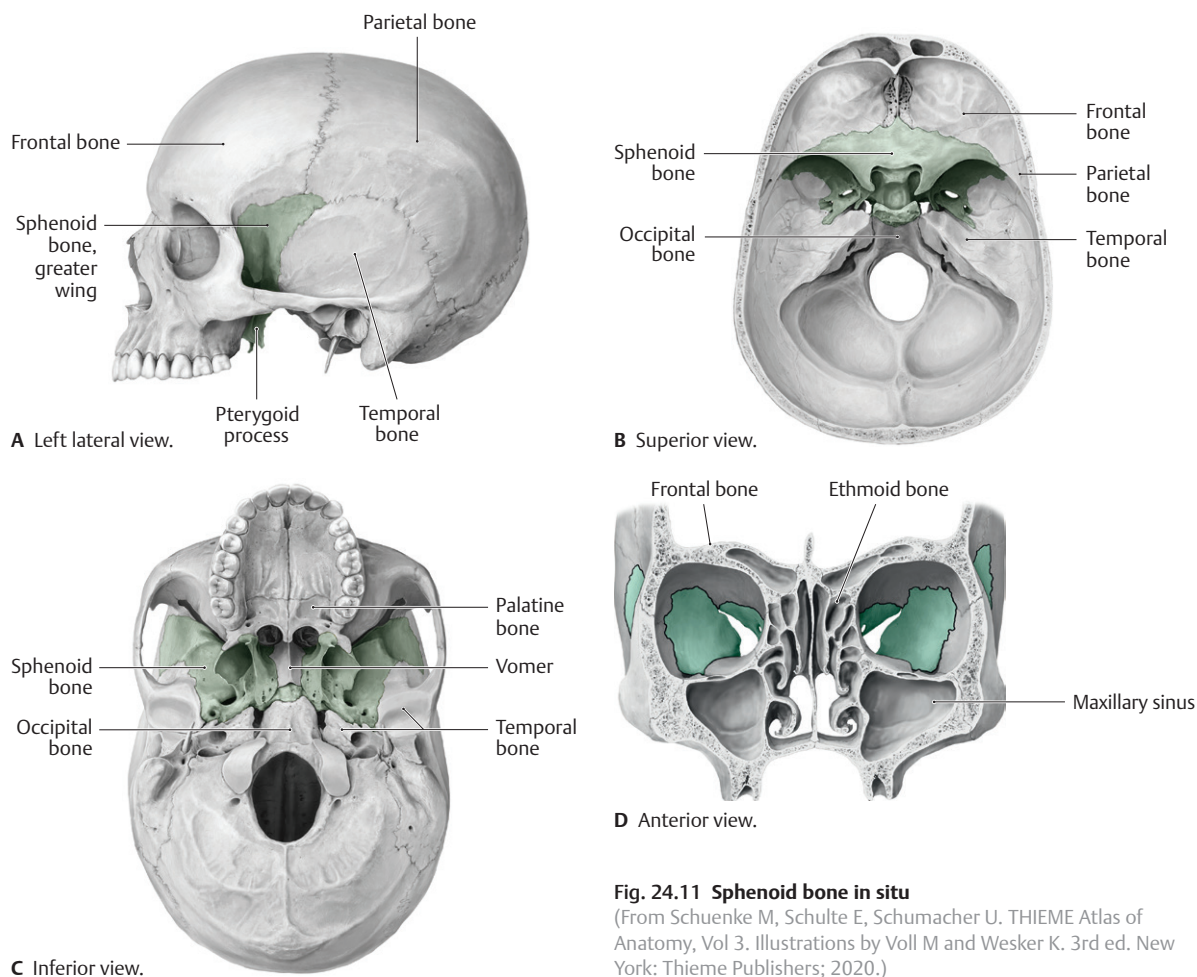 Parietal bone
Frontal bone
Sphenoid
bone,
greater
wing
Pterygoid
process
Temporal
bone
A Left lateral view.
Frontal
bone
Sphenoid
bone
Parietal
bone
Occipital
bone
Temporal
bone
B Superior view.
Palatine
bone
Sphenoid
bone
Vomer
Occipital
bone
Temporal
bone
C Inferior view.
Frontal bone
Ethmoid bone
Maxillary sinus
D Anterior view.
Fig. 24.11 Sphenoid bone in situ
(From Schuenke M, Schulte E, Schumacher U. THIEME Atlas of
Anatomy, Vol 3. Illustrations by Voll M and Wesker K. 3rd ed. New
York: Thieme Publishers; 2020.)